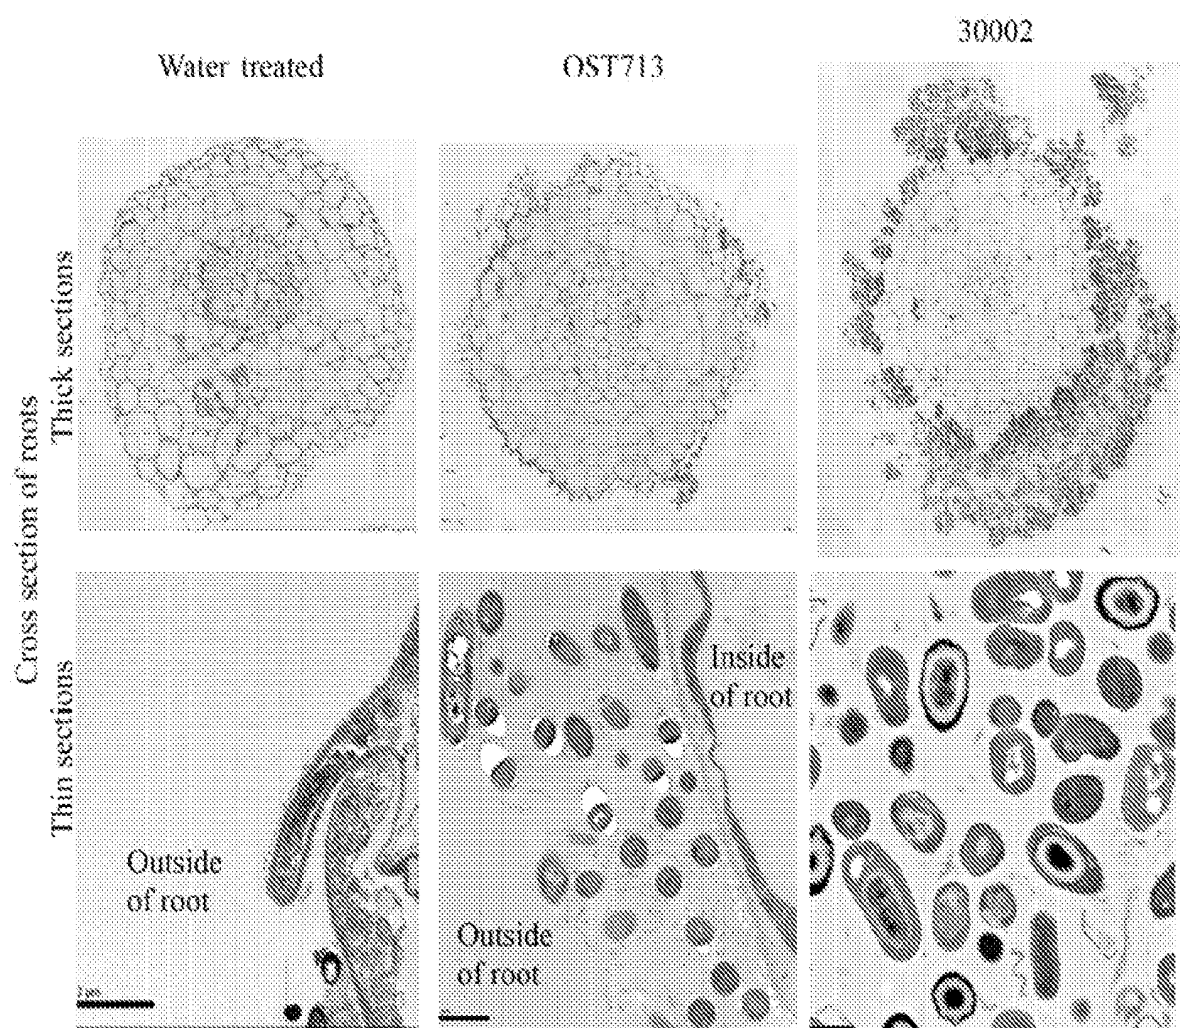 30002
Water treated
OST713
Cross section of roots
Thick sections
Thin sections
Inside
of root
Outside
of root
Outside
of root